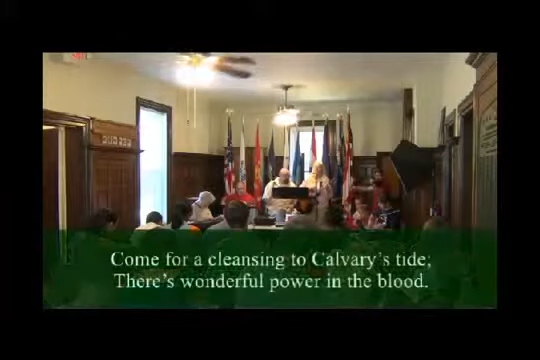 Come for a cleansing to Calvary's tide;
There's wonderful power in the blood.